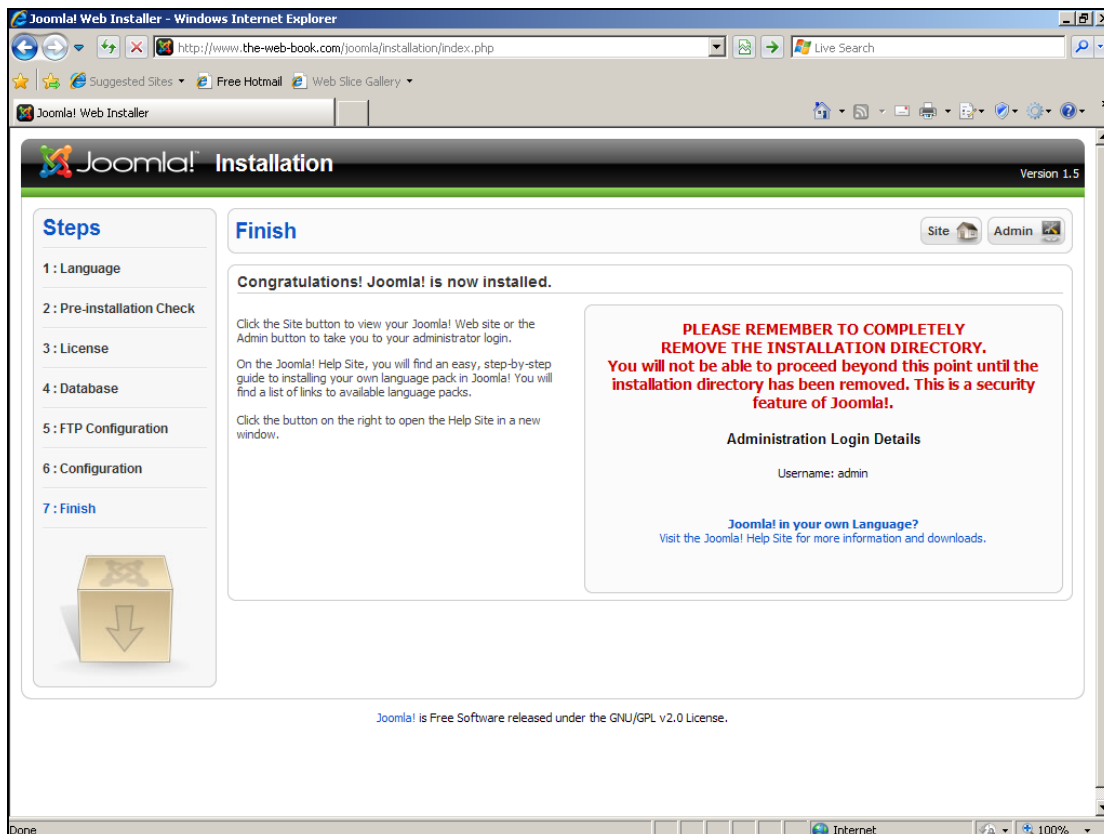 Joomla! Web Installer - Windows Internet Explorer
http://www.the-web-book.com/joomla/installation/index.php
Live Search
Suggested Sites
Free Hotmail
Web Slice Gallery
Joomla! Web Installer
Joomla!™ Installation
Version 1.5
Steps
1 : Language
2 : Pre-installation Check
3 : License
4 : Database
5 : FTP Configuration
6 : Configuration
7 : Finish
Finish
Site
Admin
Congratulations! Joomla! is now installed.
Click the Site button to view your Joomla! Web site or the
Admin button to take you to your administrator login.
On the Joomla! Help Site, you will find an easy, step-by-step
guide to installing your own language pack in Joomla! You will
find a list of links to available language packs.
Click the button on the right to open the Help Site in a new
window.
PLEASE REMEMBER TO COMPLETELY
REMOVE THE INSTALLATION DIRECTORY.
You will not be able to proceed beyond this point until the
installation directory has been removed. This is a security
feature of Joomla!.
Administration Login Details
Username: admin
Joomla! in your own Language?
Visit the Joomla! Help Site for more information and downloads.
Joomla! is Free Software released under the GNU/GPL v2.0 License.
Done
Internet
100%